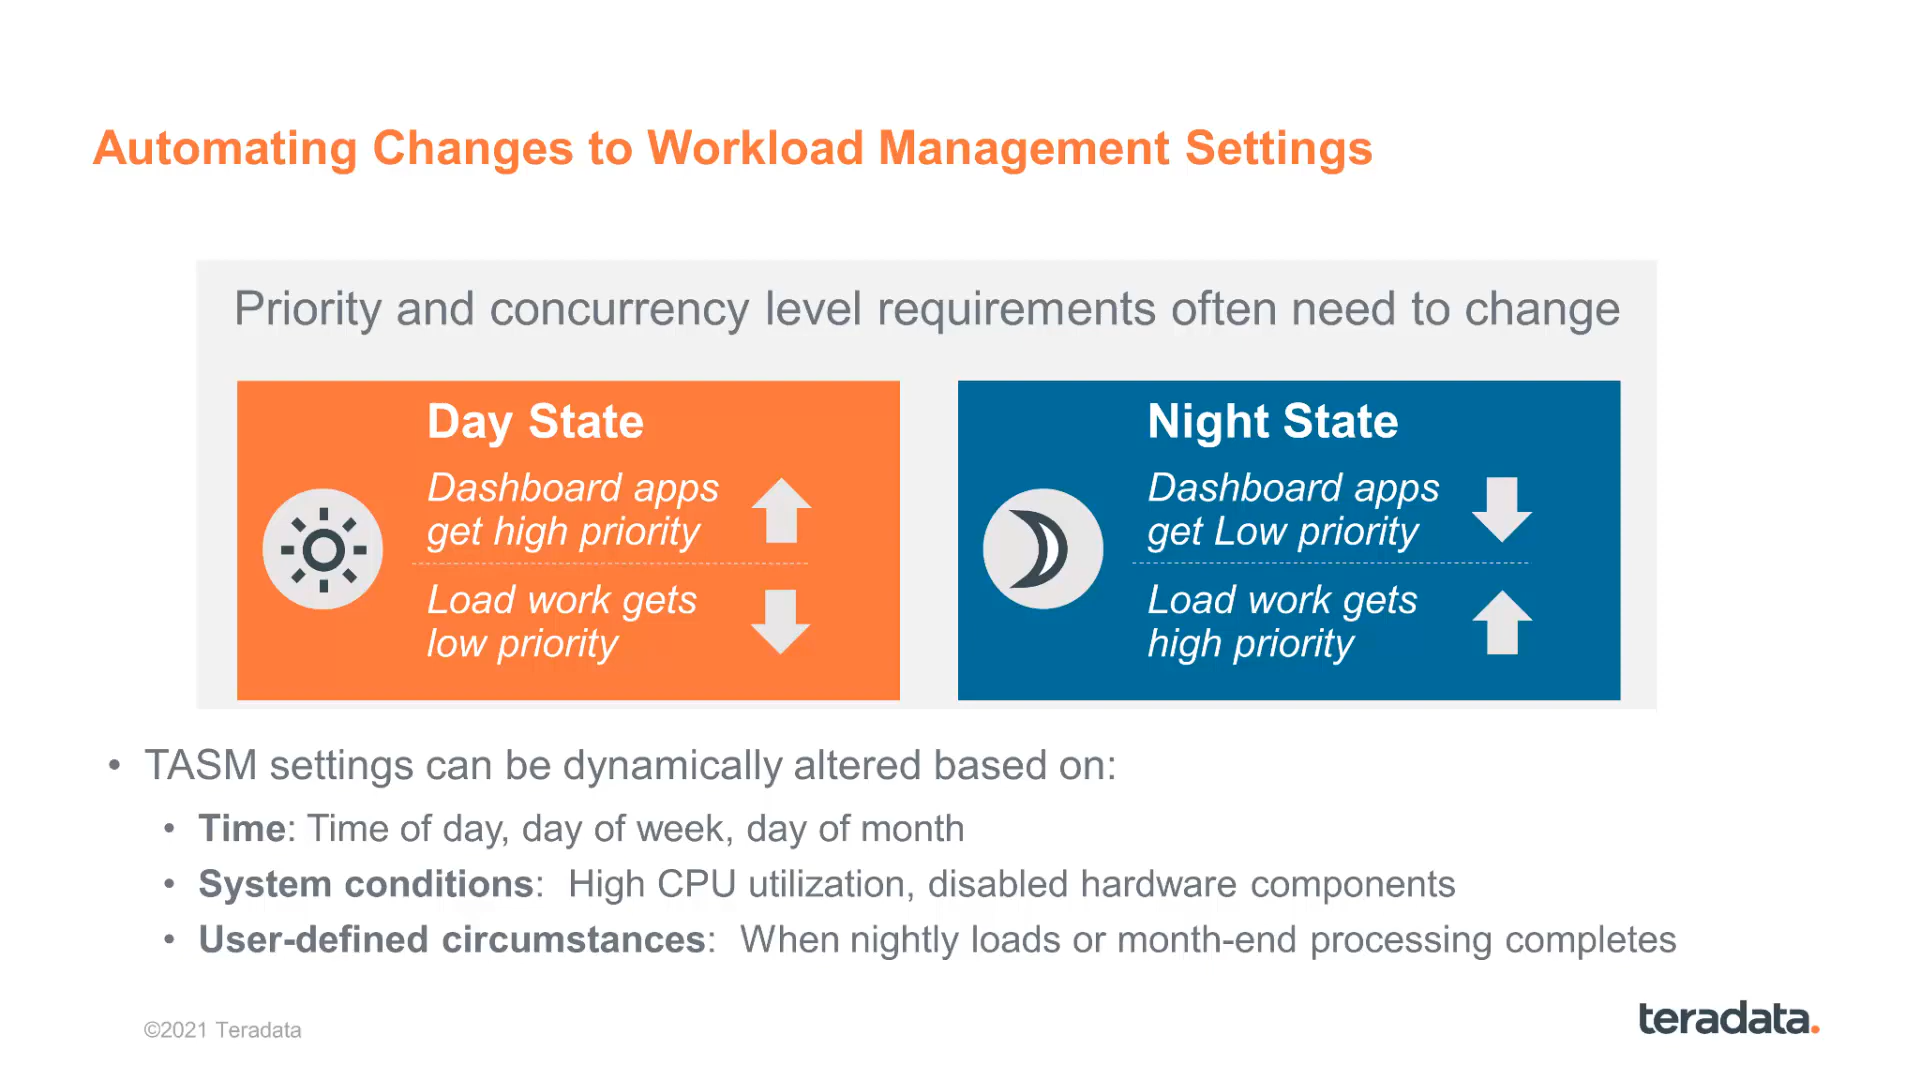 Automating Changes to Workload Management Settings
Priority and concurrency level requirements often need to change
Day State
Dashboard apps
get high priority
Load work gets
low priority
Night State
Dashboard apps
get Low priority
Load work gets
high priority
• TASM settings can be dynamically altered based on:
• Time: Time of day, day of week, day of month
• System conditions: High CPU utilization, disabled hardware components
• User-defined circumstances: When nightly loads or month-end processing completes
©2021 Teradata
teradata.